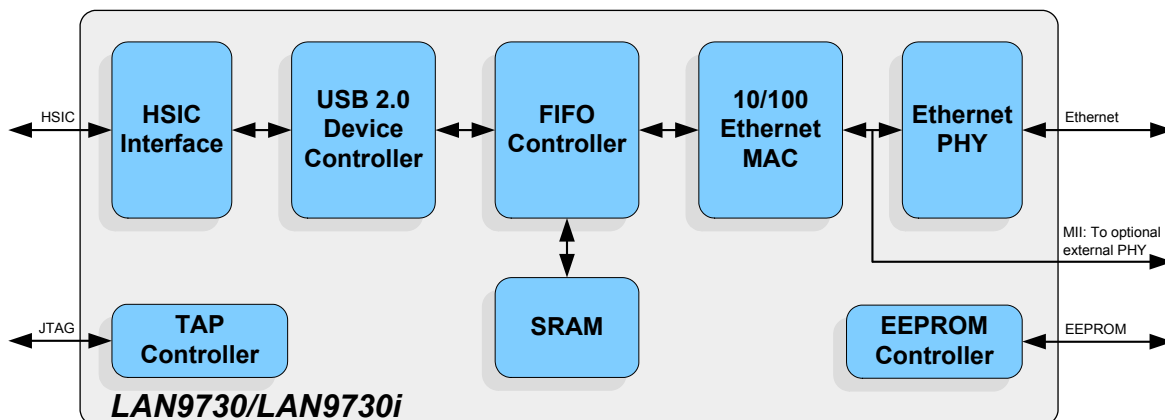 HSIC
HSIC
Interface
USB 2.0
Device
Controller
FIFO
Controller
10/100
Ethernet
MAC
Ethernet
PHY
Ethernet
MII: To optional
external PHY
JTAG
TAP
Controller
SRAM
EEPROM
Controller
EEPROM
LAN9730/LAN9730i